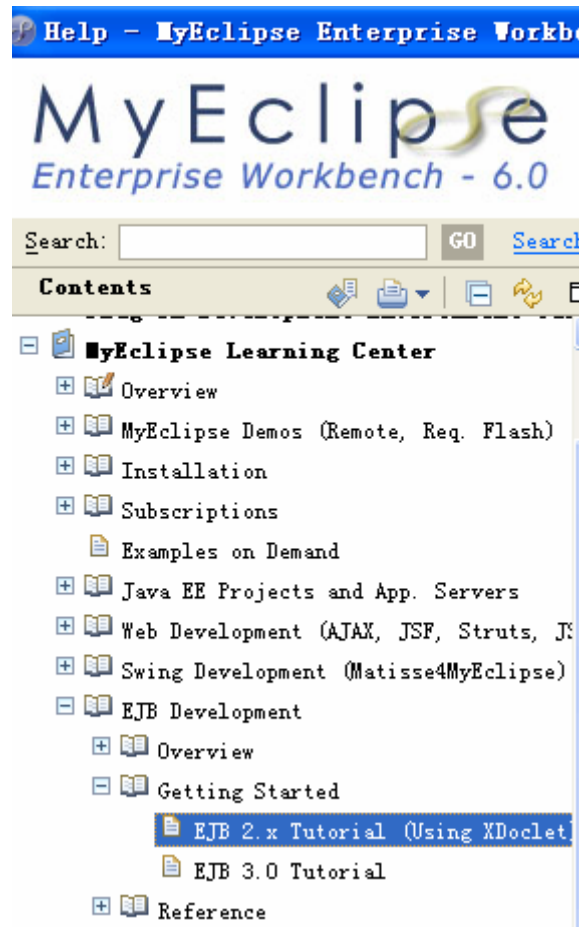 Help - MyEclipse Enterprise Workb
MyEclipse
Enterprise Workbench - 6.0
Search: GO Search
Contents
MyEclipse Learning Center
Overview
MyEclipse Demos (Remote, Req. Flash)
Installation
Subscriptions
Examples on Demand
Java EE Projects and App. Servers
Web Development (AJAX, JSF, Struts, JS
Swing Development (Matisse4MyEclipse)
EJB Development
Overview
Getting Started
EJB 2.x Tutorial (Using XDoclet)
EJB 3.0 Tutorial
Reference